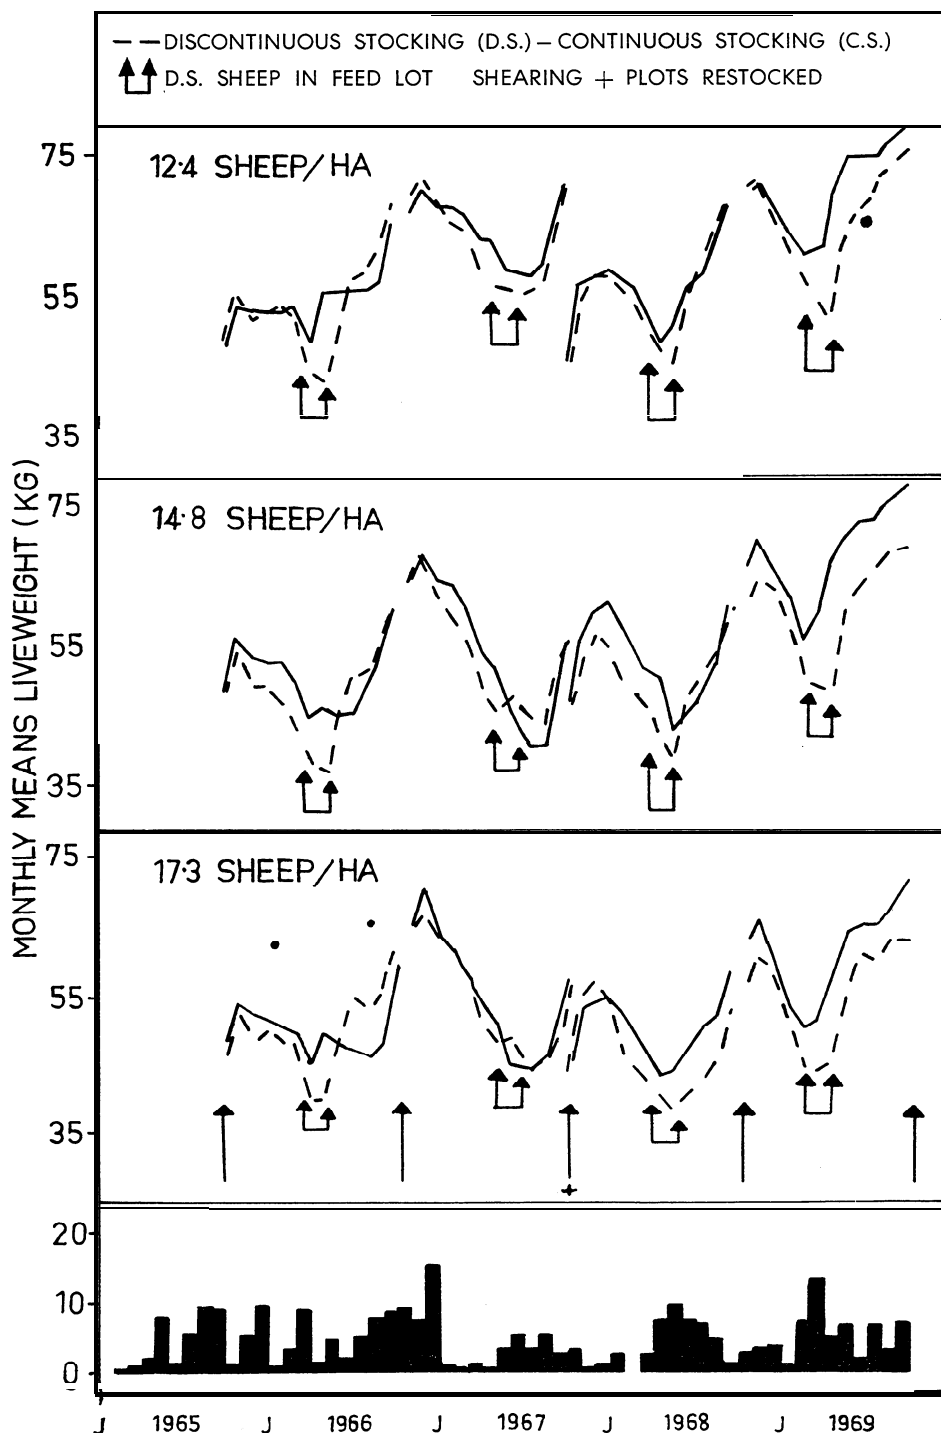 DISCONTINUOUS STOCKING (D.S.) – CONTINUOUS STOCKING (C.S.)
D.S. SHEEP IN FEED LOT SHEARING + PLOTS RESTOCKED
MONTHLY MEANS LIVEWEIGHT (KG)
12·4 SHEEP/HA
75
55
35
14·8 SHEEP/HA
75
55
35
17·3 SHEEP/HA
75
55
35
+
20
10
0
J 1965 J 1966 J 1967 J 1968 J 1969